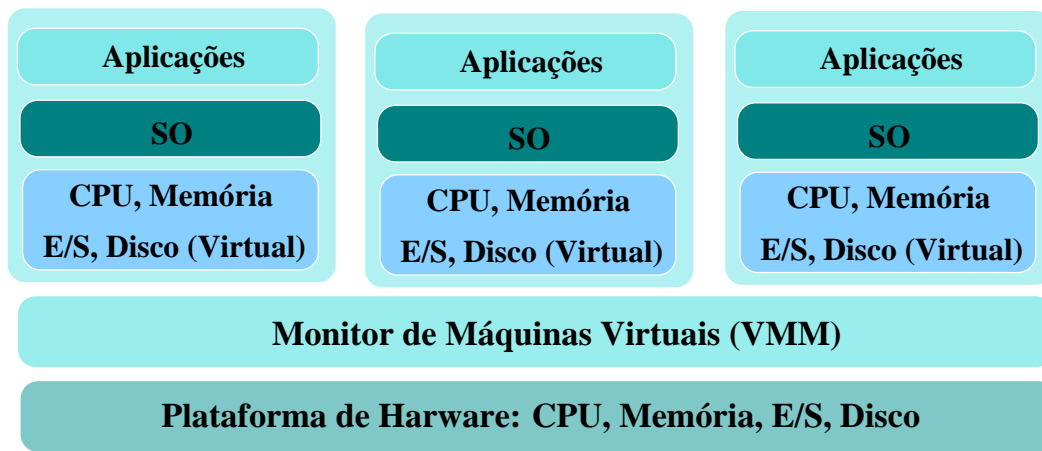 Aplicações
SO
CPU, Memória
E/S, Disco (Virtual)
Aplicações
SO
CPU, Memória
E/S, Disco (Virtual)
Aplicações
SO
CPU, Memória
E/S, Disco (Virtual)
Monitor de Máquinas Virtuais (VMM)
Plataforma de Harware: CPU, Memória, E/S, Disco